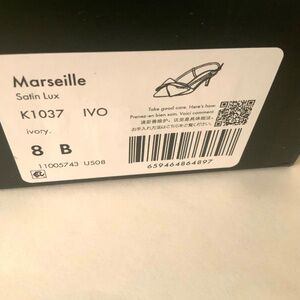 Marseille
Satin Lux
K1037 IVO
ivory.
8 B
11005743 US08
Take good care. Here's how:
Prenez-en bien soin. Voici comment
659464864897